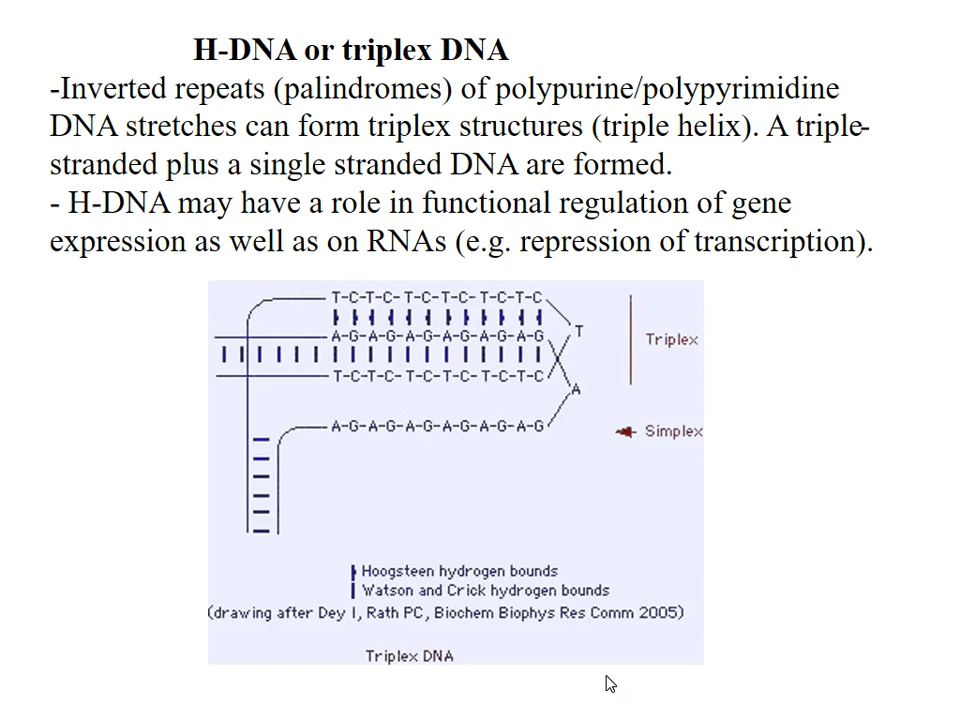 H-DNA or triplex DNA
-Inverted repeats (palindromes) of polypurine/polypyrimidine
DNA stretches can form triplex structures (triple helix). A triple-
stranded plus a single stranded DNA are formed.
- H-DNA may have a role in functional regulation of gene
expression as well as on RNAs (e.g. repression of transcription).
T-C-T-C-T-C-T-C-T-C-T-C
T
A-G-A-G-A-G-A-G-A-G-A-G
Triplex
T-C-T-C-T-C-T-C-T-C-T-C
A
A-G-A-G-A-G-A-G-A-G-A-G
Simplex
Hoogsteen hydrogen bounds
Watson and Crick hydrogen bounds
(drawing after Dey I, Rath PC, Biochem Biophys Res Comm 2005)
Triplex DNA